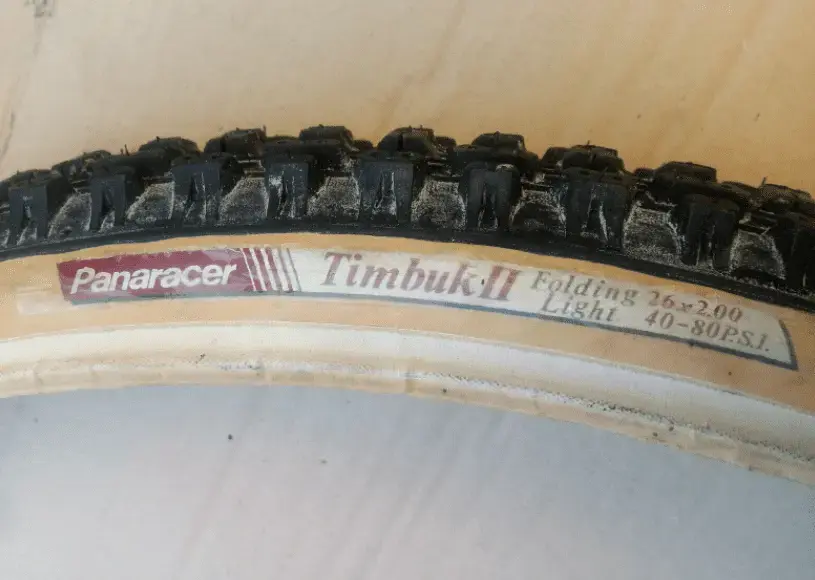 Panaracer Timbuk II Folding 26x2.00
Light 40-80P.S.I.